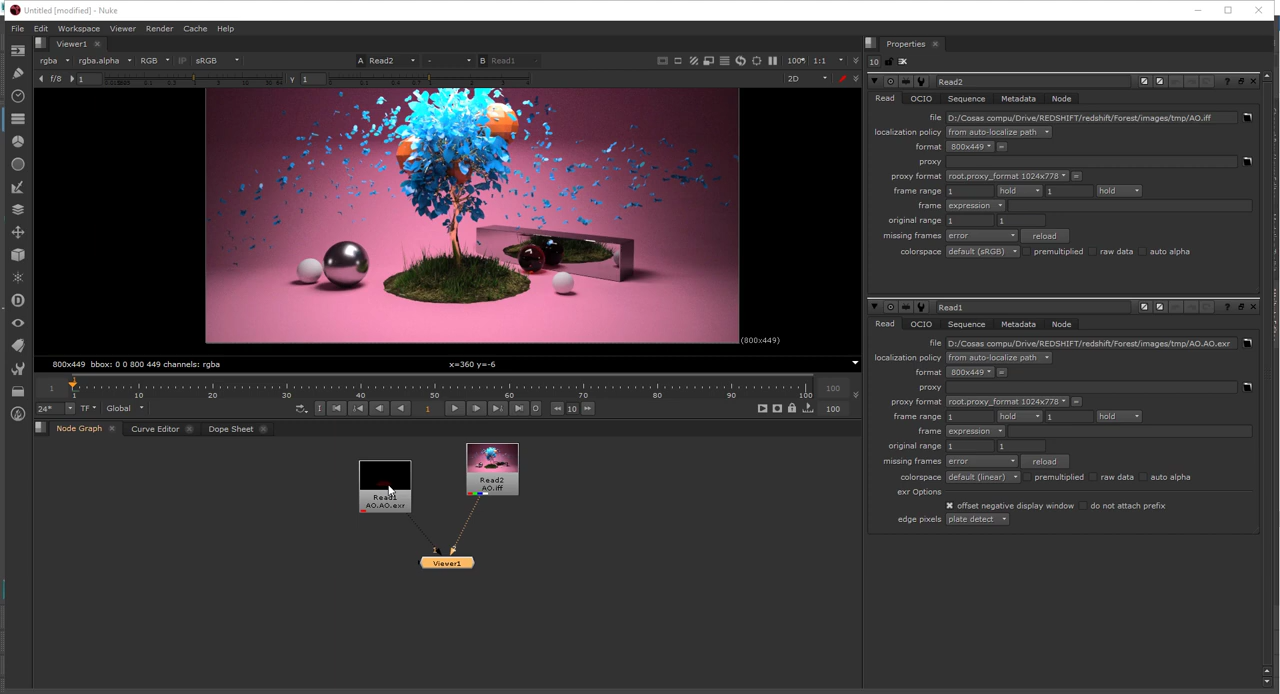 Untitled [modified] - Nuke
File Edit Workspace Viewer Render Cache Help
Viewer1
rgba rgba.alpha RGB IP sRGB A Read2 - B Read1 100% 1:1
f/8 1 y 1 2D
(800x449)
800x449 bbox: 0 0 800 449 channels: rgba x=360 y=-6
1 1 10 20 30 40 50 60 70 80 90 100 100
24* TF Global 1 10 100
Node Graph Curve Editor Dope Sheet
Read1
AO.AO.exr
Read2
AO.iff
1
Viewer1
Properties
10
Read2
Read OCIO Sequence Metadata Node
file D:/Cosas compu/Drive/REDSHIFT/redshift/Forest/images/tmp/AO.iff
localization policy from auto-localize path
format 800x449 =
proxy
proxy format root.proxy_format 1024x778 =
frame range 1 hold 1 hold
frame expression
original range 1 1
missing frames error reload
colorspace default (sRGB) premultiplied raw data auto alpha
Read1
Read OCIO Sequence Metadata Node
file D:/Cosas compu/Drive/REDSHIFT/redshift/Forest/images/tmp/AO.AO.exr
localization policy from auto-localize path
format 800x449 =
proxy
proxy format root.proxy_format 1024x778 =
frame range 1 hold 1 hold
frame expression
original range 1 1
missing frames error reload
colorspace default (linear) premultiplied raw data auto alpha
exr Options
offset negative display window do not attach prefix
edge pixels plate detect